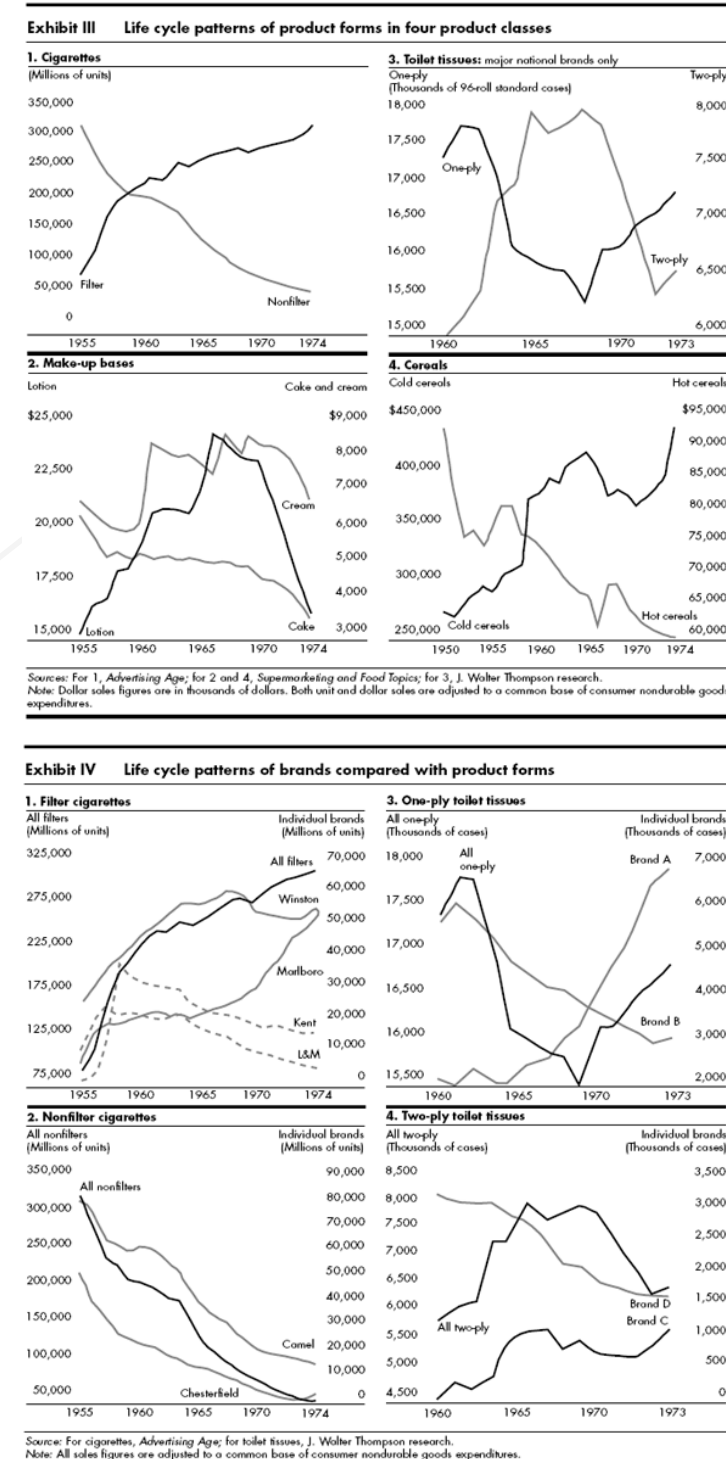 Exhibit III Life cycle patterns of product forms in four product classes
1. Cigarettes
(Millions of units)
350,000
300,000
250,000
200,000
150,000
100,000
50,000
0
Filter
Nonfilter
1955 1960 1965 1970 1974
3. Toilet tissues: major national brands only
One-ply Two-ply
(Thousands of 96-roll standard cases)
18,000 8,000
17,500 7,500
17,000 7,000
16,500
16,000 6,500
15,500
15,000 6,000
One-ply
Two-ply
1960 1965 1970 1973
2. Make-up bases
Lotion Cake and cream
$25,000 $9,000
22,500 8,000
20,000 7,000
17,500 6,000
15,000 5,000
4,000
3,000
Cream
Lotion
Cake
1955 1960 1965 1970 1974
4. Cereals
Cold cereals Hot cereals
$450,000 $95,000
400,000 90,000
350,000 85,000
300,000 80,000
250,000 75,000
70,000
65,000
60,000
Hot cereals
Cold cereals
1950 1955 1960 1965 1970 1974
Sources: For 1, Advertising Age; for 2 and 4, Supermarketing and Food Topics; for 3, J. Walter Thompson research.
Note: Dollar sales figures are in thousands of dollars. Both unit and dollar sales are adjusted to a common base of consumer nondurable goods
expenditures.
Exhibit IV Life cycle patterns of brands compared with product forms
1. Filter cigarettes
All filters Individual brands
(Millions of units) (Millions of units)
325,000 70,000
275,000 60,000
225,000 50,000
175,000 40,000
125,000 30,000
75,000 20,000
10,000
0
All filters
Winston
Marlboro
Kent
L&M
1955 1960 1965 1970 1974
3. One-ply toilet tissues
All one-ply Individual brands
(Thousands of cases) (Thousands of cases)
18,000 7,000
17,500 6,000
17,000 5,000
16,500 4,000
16,000 3,000
15,500 2,000
All
one-ply
Brand A
Brand B
1960 1965 1970 1973
2. Nonfilter cigarettes
All nonfilters Individual brands
(Millions of units) (Millions of units)
350,000 90,000
300,000 80,000
250,000 70,000
200,000 60,000
150,000 50,000
100,000 40,000
50,000 30,000
20,000
10,000
0
All nonfilters
Camel
Chesterfield
1955 1960 1965 1970 1974
4. Two-ply toilet tissues
All two-ply Individual brands
(Thousands of cases) (Thousands of cases)
8,500 3,500
8,000 3,000
7,500 2,500
7,000 2,000
6,500 1,500
6,000 1,000
5,500 500
5,000 0
4,500
Brand D
Brand C
All two-ply
1960 1965 1970 1973
Source: For cigarettes, Advertising Age; for toilet tissues, J. Walter Thompson research.
Note: All sales figures are adjusted to a common base of consumer nondurable goods expenditures.